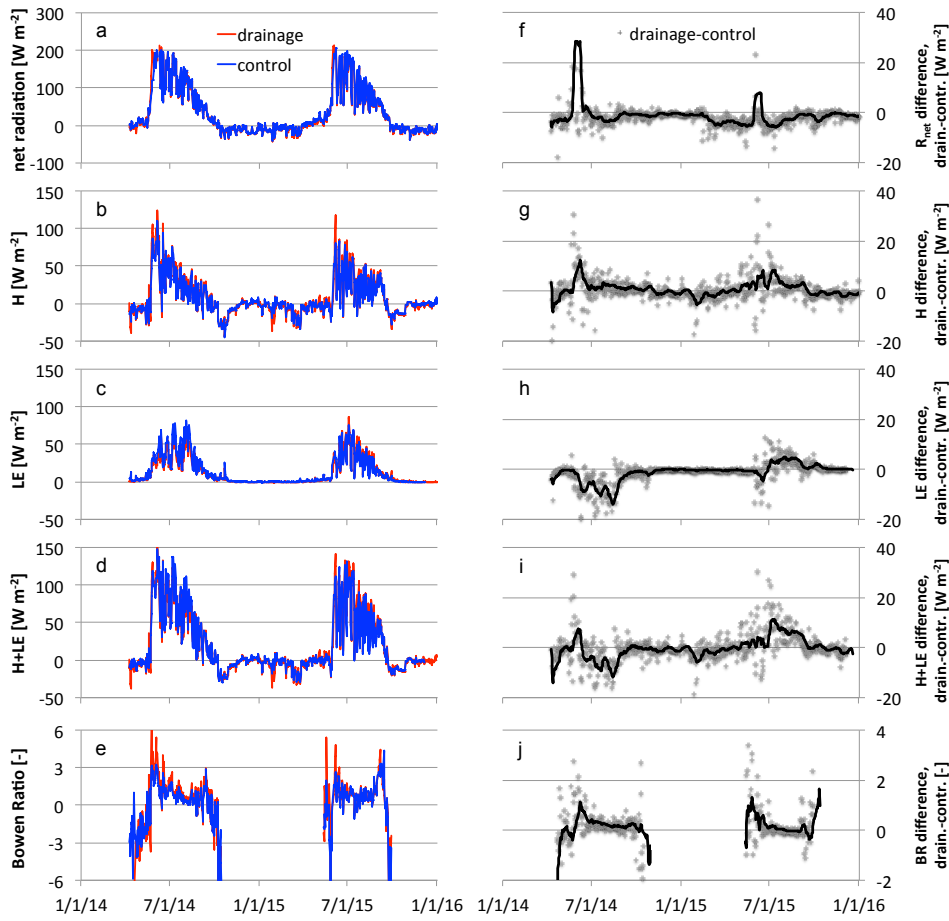 a
drainage
control
net radiation [W m⁻²]
300
200
100
0
-100
f
drainage-control
R_net difference,
drain.-contr. [W m⁻²]
40
20
0
-20
b
H [W m⁻²]
150
100
50
0
-50
g
H difference,
drain.-contr. [W m⁻²]
40
20
0
-20
c
LE [W m⁻²]
150
100
50
0
-50
h
LE difference,
drain.-contr. [W m⁻²]
40
20
0
-20
d
H+LE [W m⁻²]
150
100
50
0
-50
i
H+LE difference,
drain.-contr. [W m⁻²]
40
20
0
-20
e
Bowen Ratio [-]
6
3
0
-3
-6
j
BR difference,
drain.-contr. [-]
4
2
0
-2
1/1/14 7/1/14 1/1/15 7/1/15 1/1/16
1/1/14 7/1/14 1/1/15 7/1/15 1/1/16